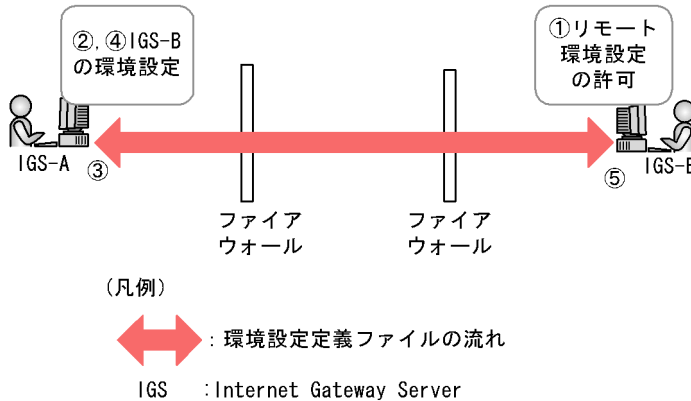 ②,④IGS-B
の環境設定
①リモート
環境設定
の許可
IGS-A
③
⑤
IGS-B
ファイア
ウォール
ファイア
ウォール
(凡例)
:環境設定定義ファイルの流れ
IGS :Internet Gateway Server